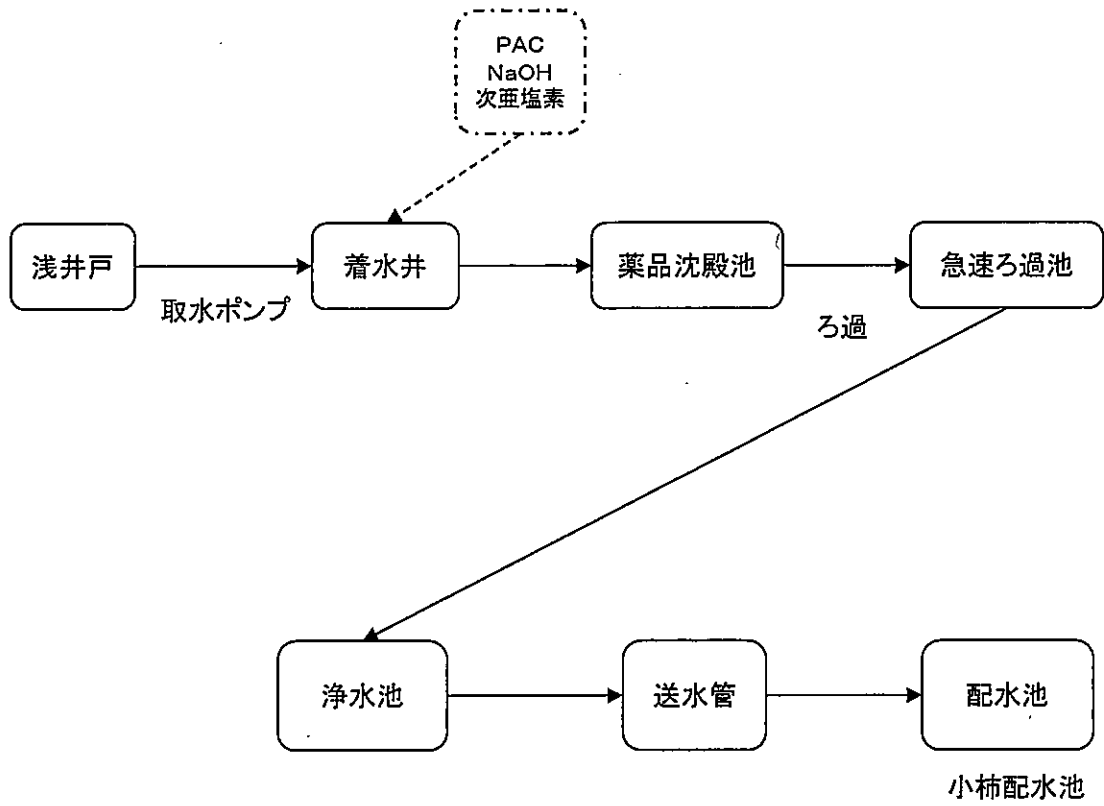 PAC
NaOH
次亜塩素
浅井戸
取水ポンプ
着水井
薬品沈殿池
ろ過
急速ろ過池
浄水池
送水管
配水池
小柿配水池